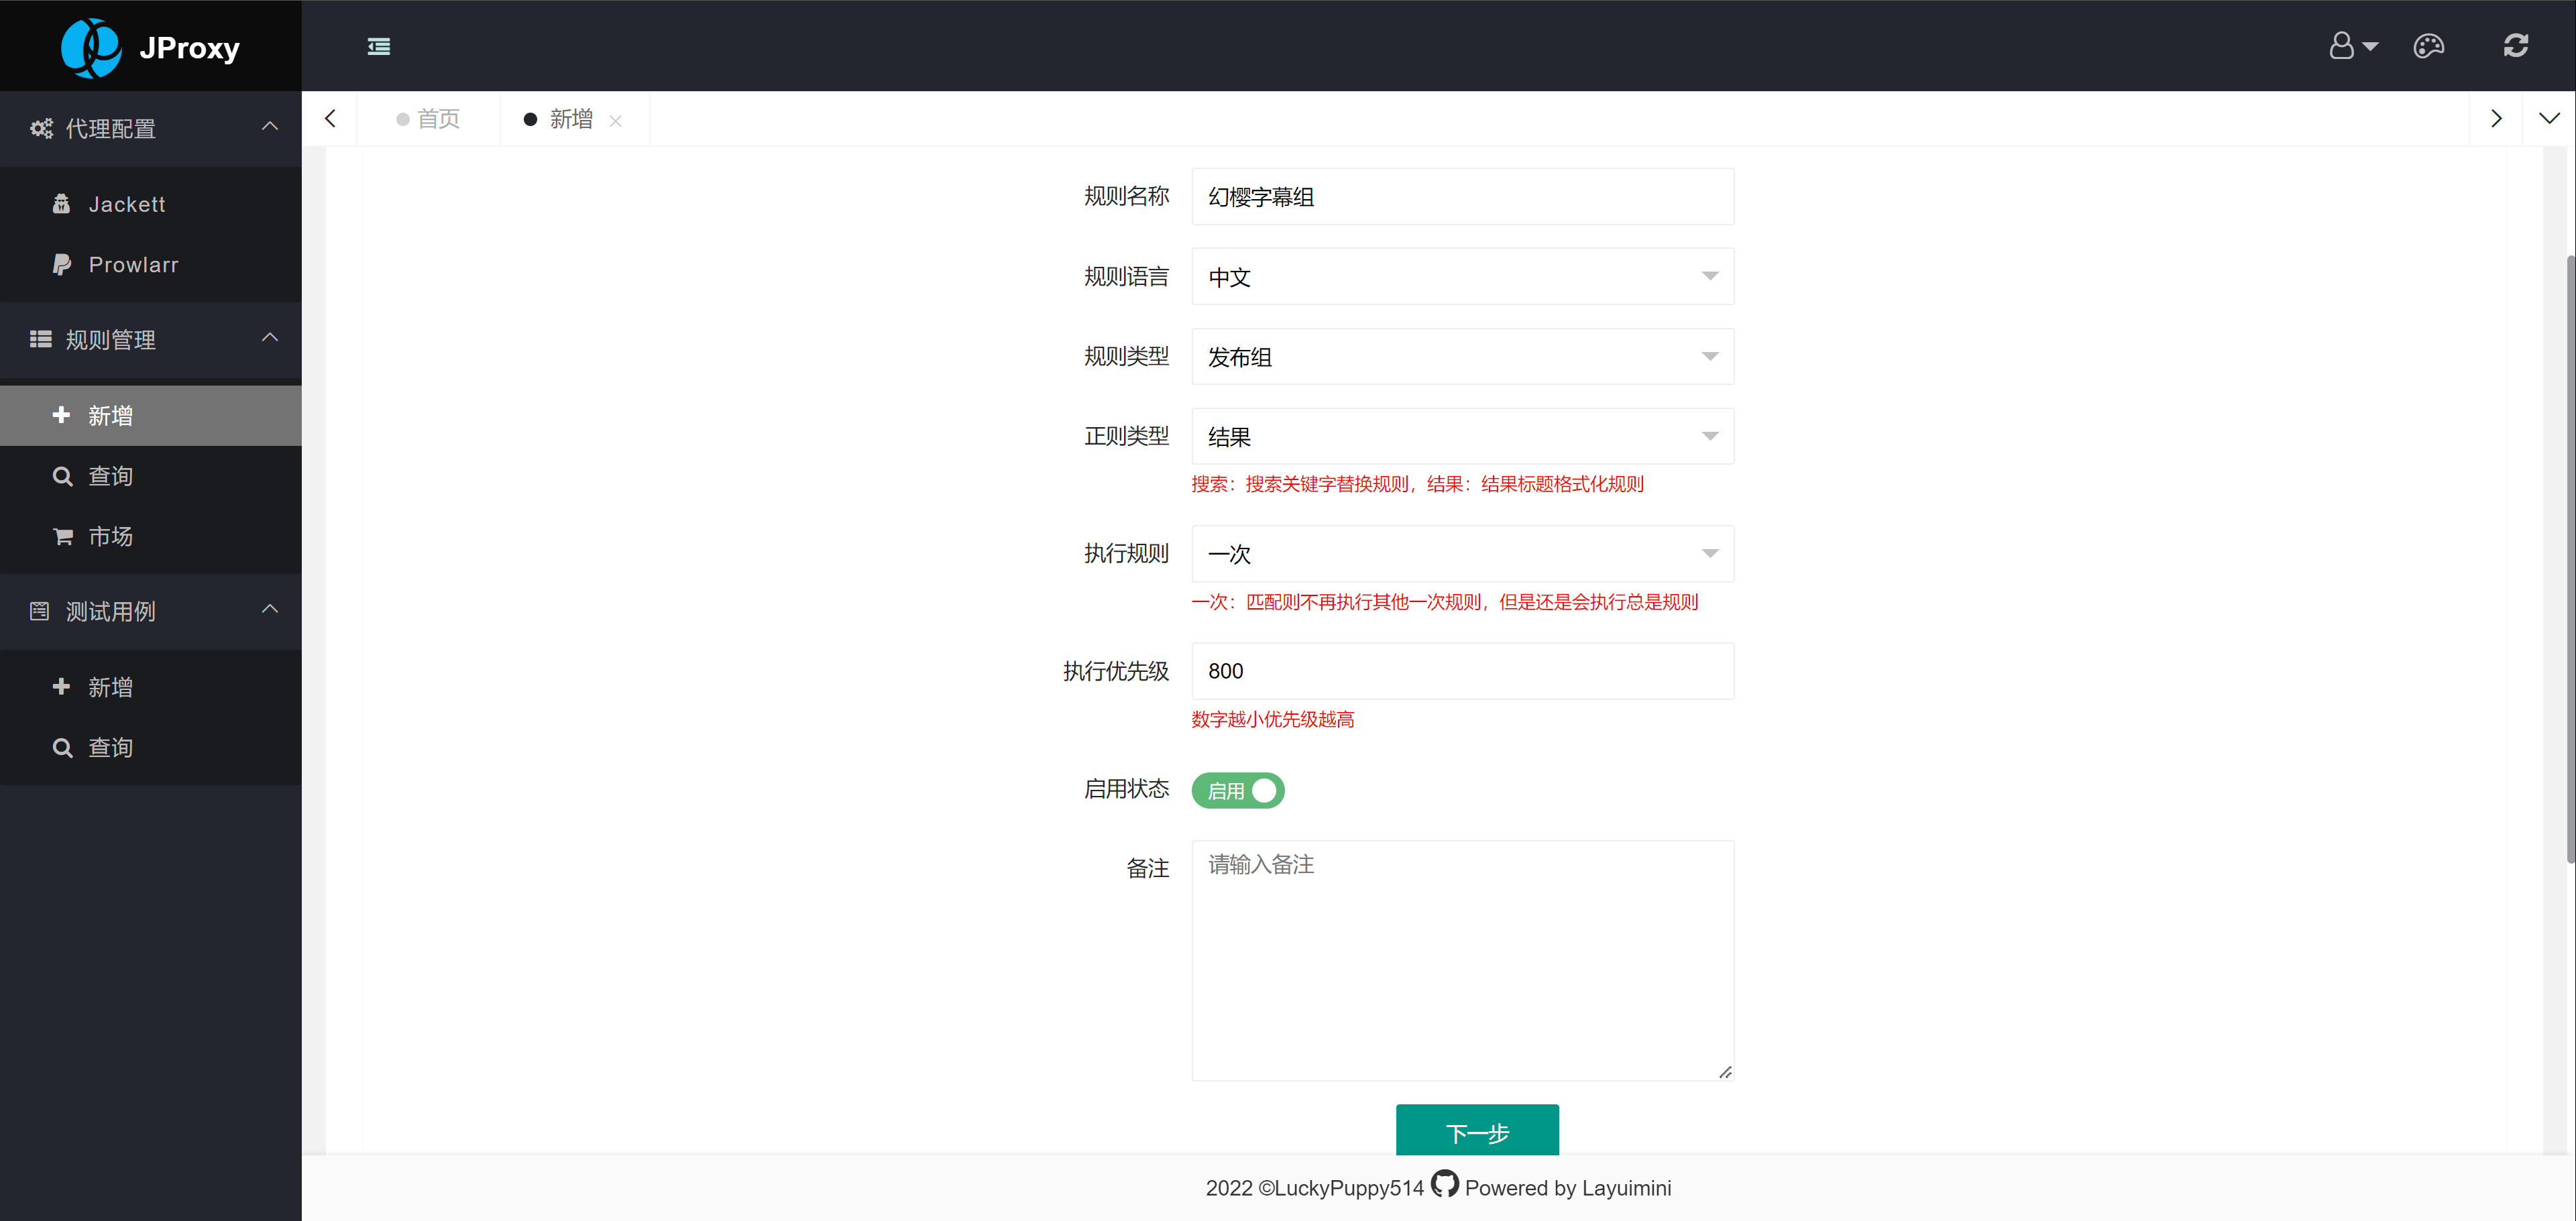 JProxy
代理配置
Jackett
Prowlarr
规则管理
新增
查询
市场
测试用例
新增
查询
首页
新增
规则名称 幻樱字幕组
规则语言 中文
规则类型 发布组
正则类型 结果
搜索：搜索关键字替换规则，结果：结果标题格式化规则
执行规则 一次
一次：匹配则不再执行其他一次规则，但是还是会执行总是规则
执行优先级 800
数字越小优先级越高
启用状态 启用
备注 请输入备注
下一步
2022 ©LuckyPuppy514 Powered by Layuimini